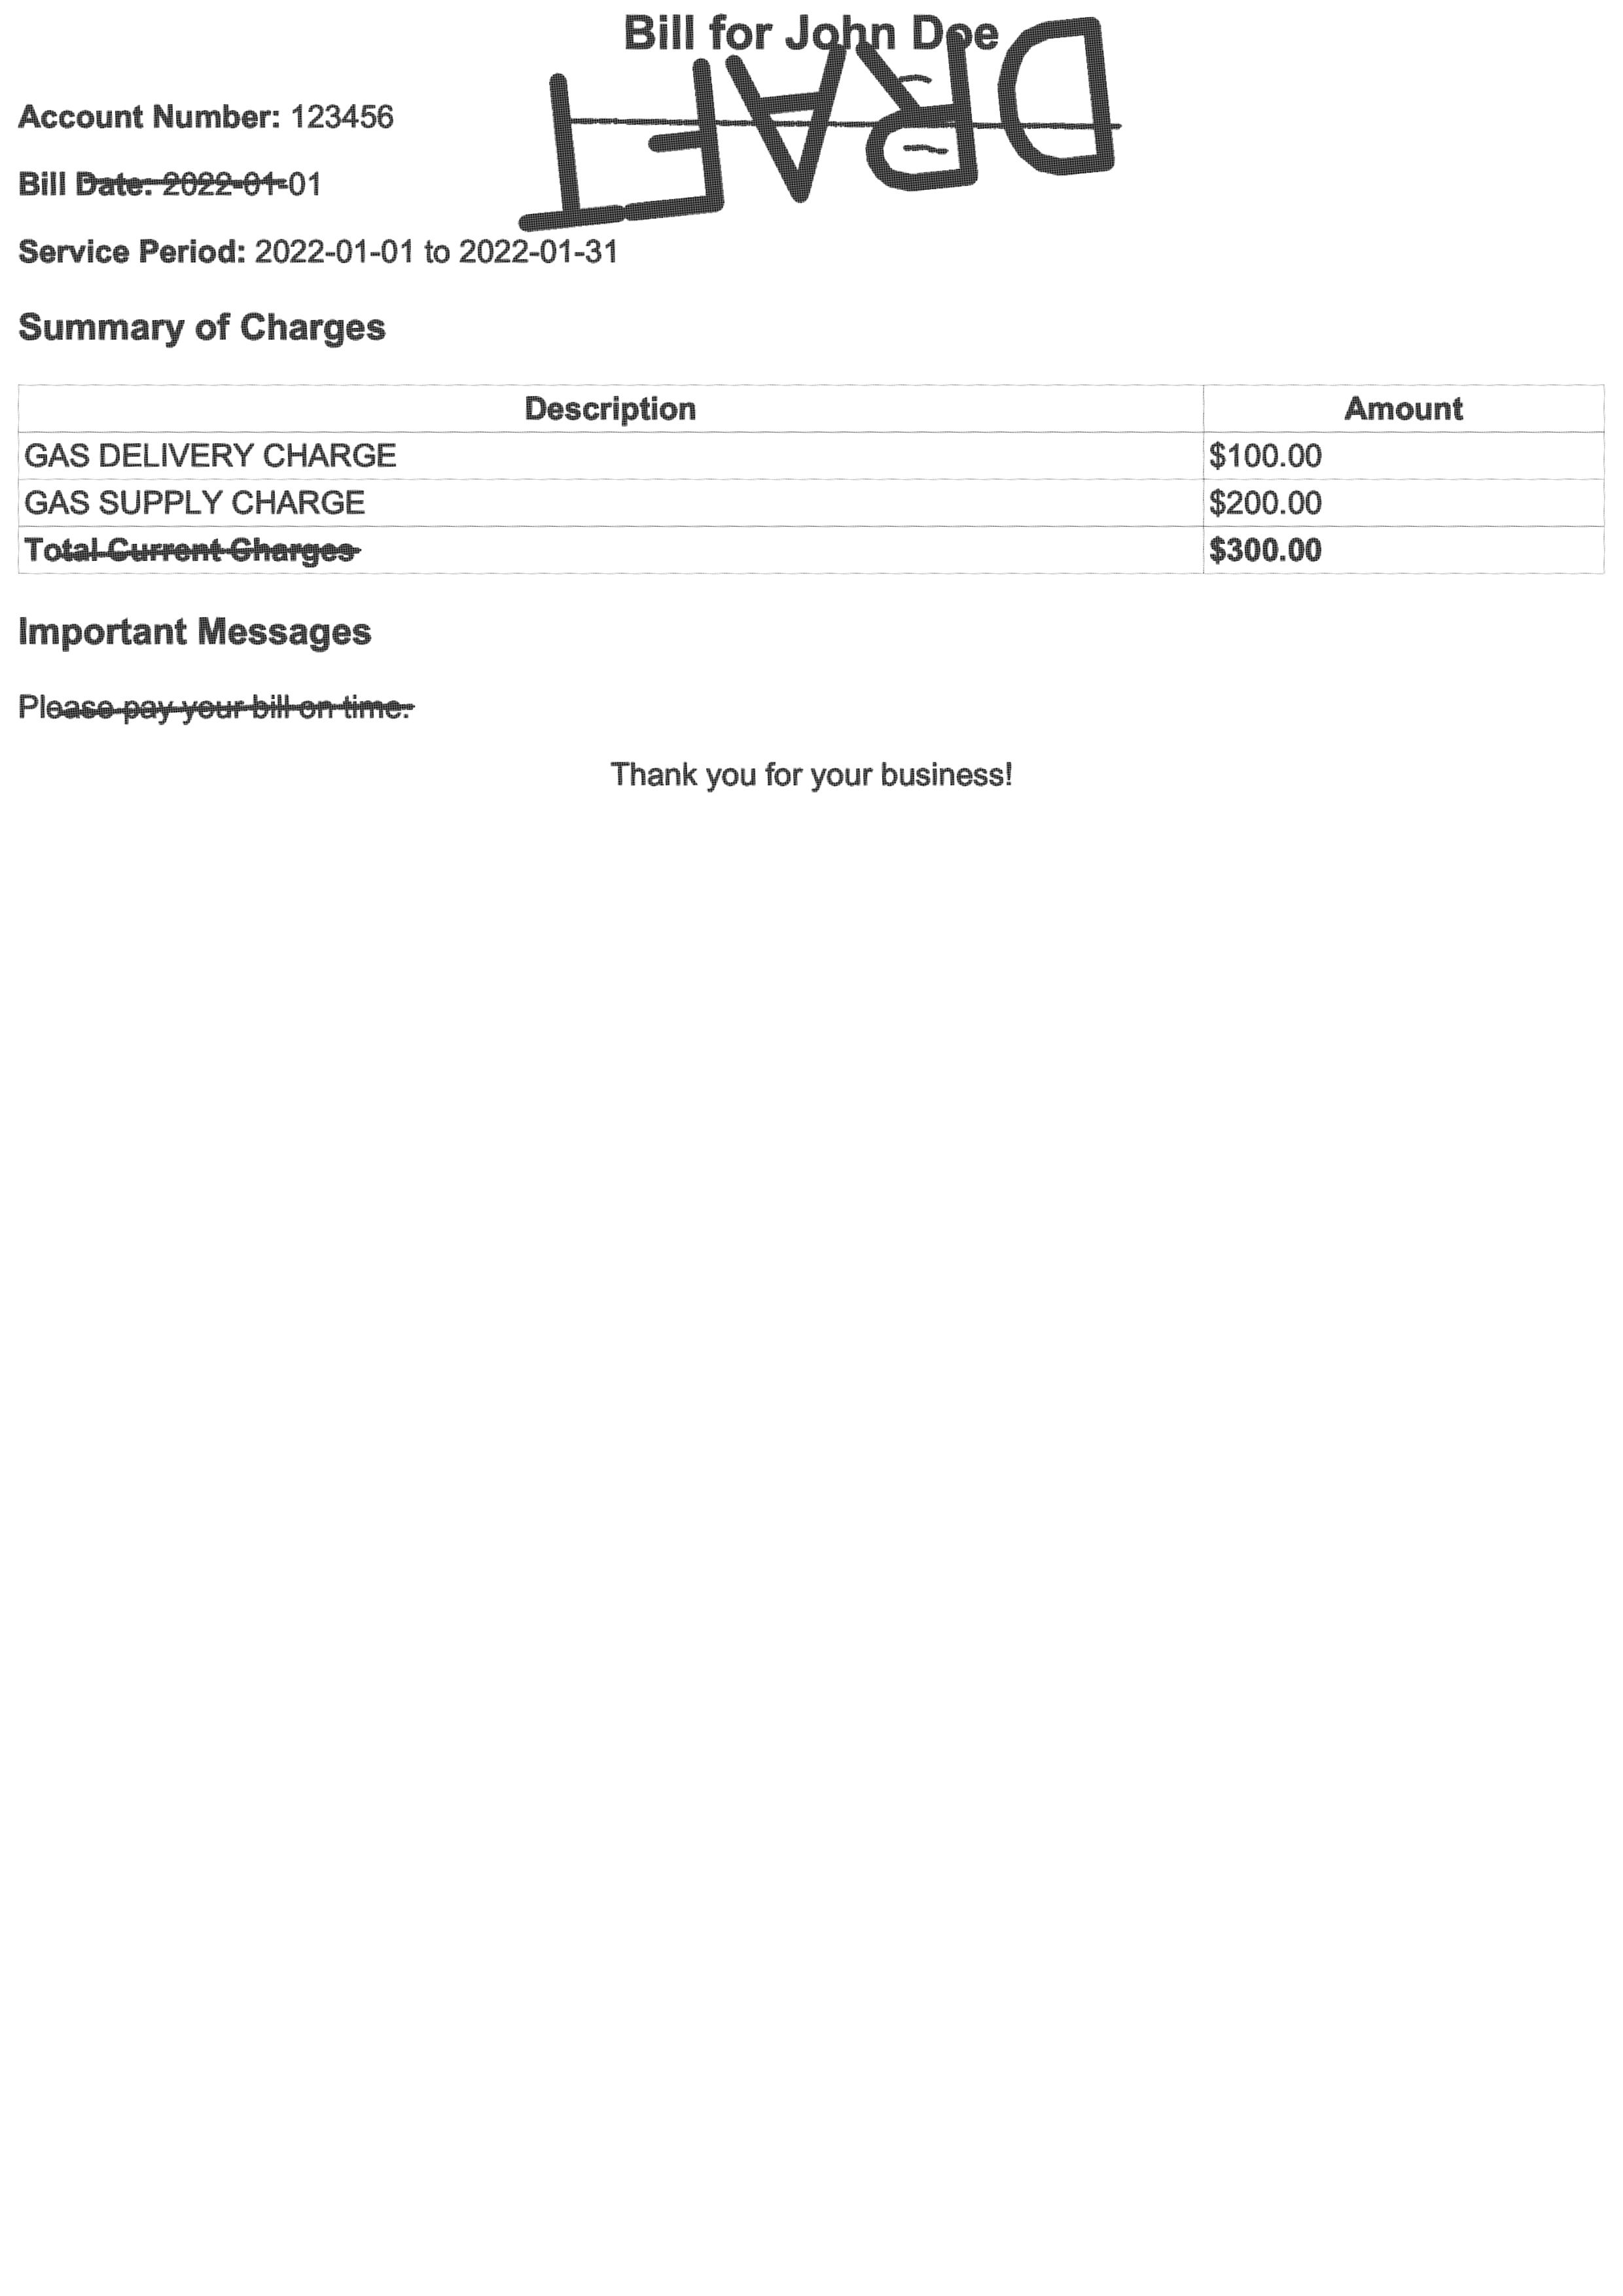 Bill for John Doe
DRAFT
Account Number: 123456
Bill Date: 2022-01-01
Service Period: 2022-01-01 to 2022-01-31
Summary of Charges
Description Amount
GAS DELIVERY CHARGE $100.00
GAS SUPPLY CHARGE $200.00
Total Current Charges $300.00
Important Messages
Please pay your bill on time.
Thank you for your business!